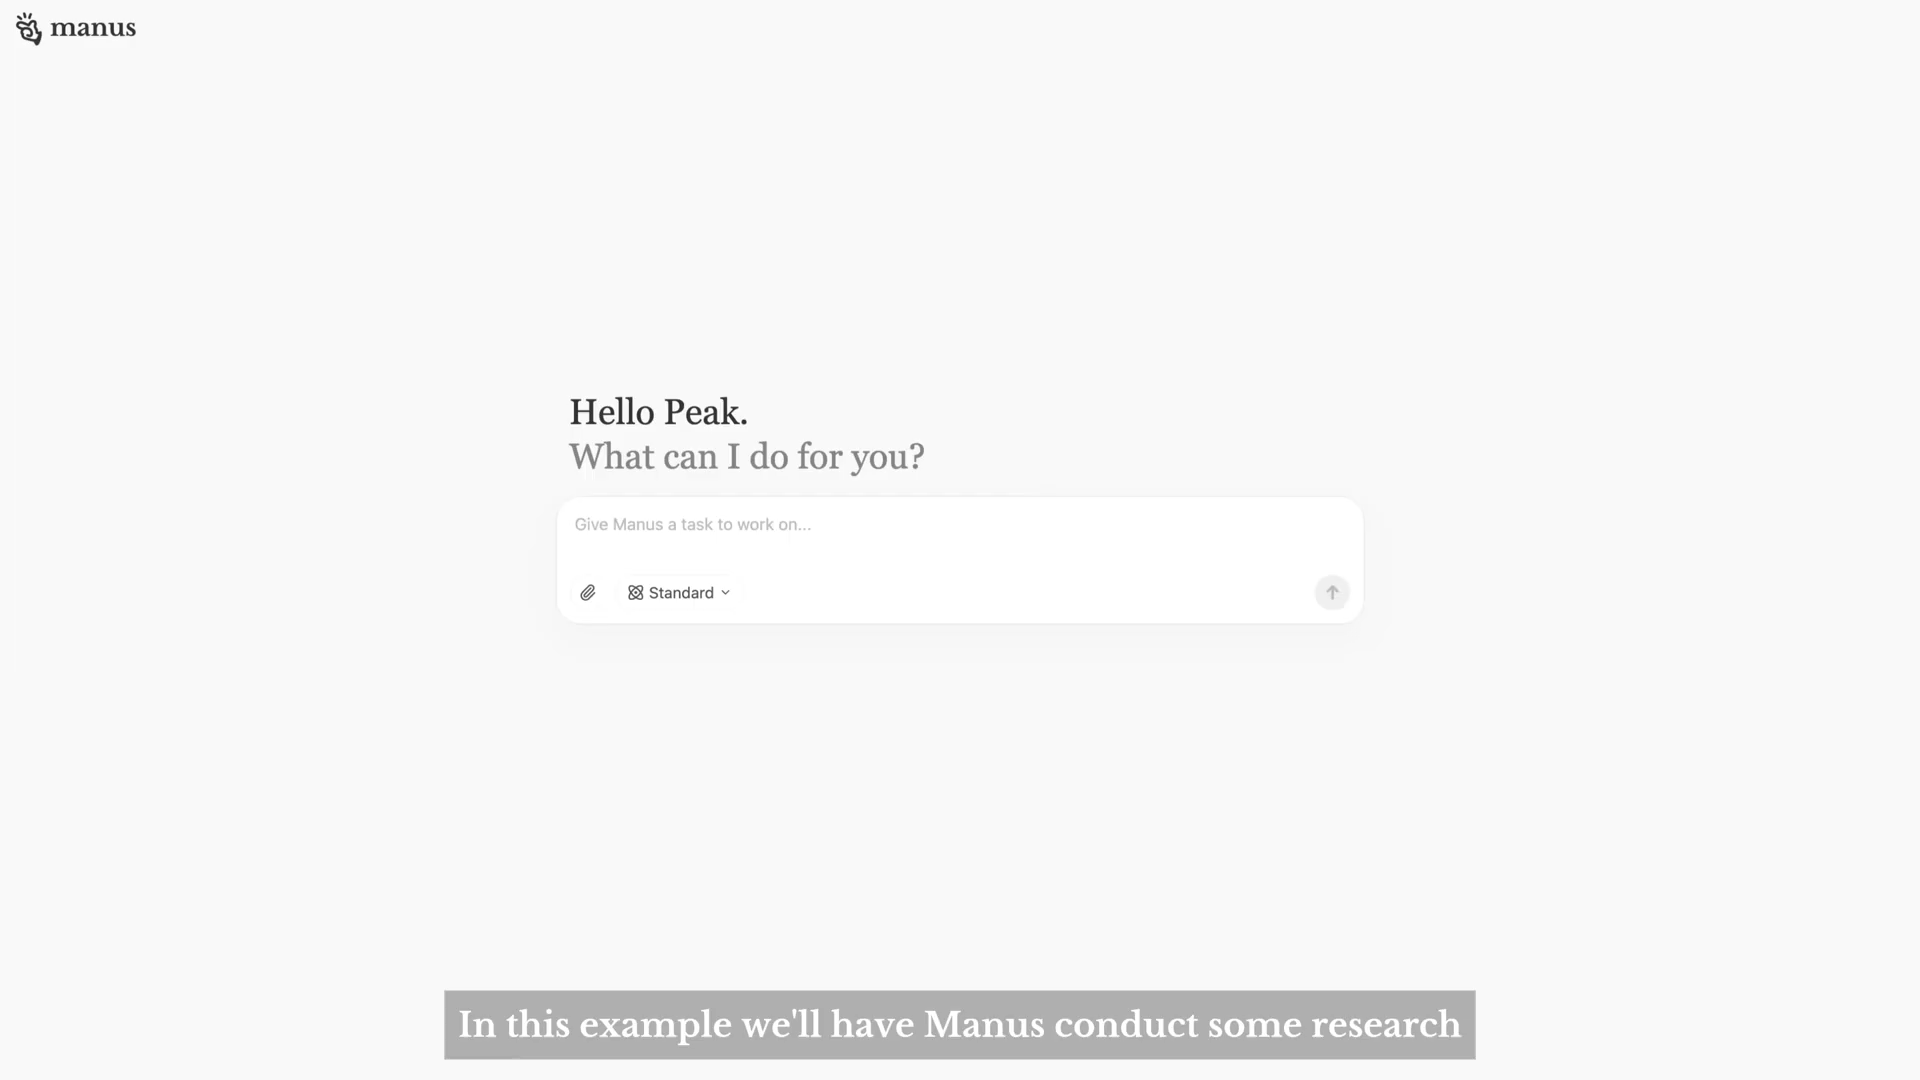 manus
Hello Peak.
What can I do for you?
Give Manus a task to work on...
Standard
In this example we'll have Manus conduct some research